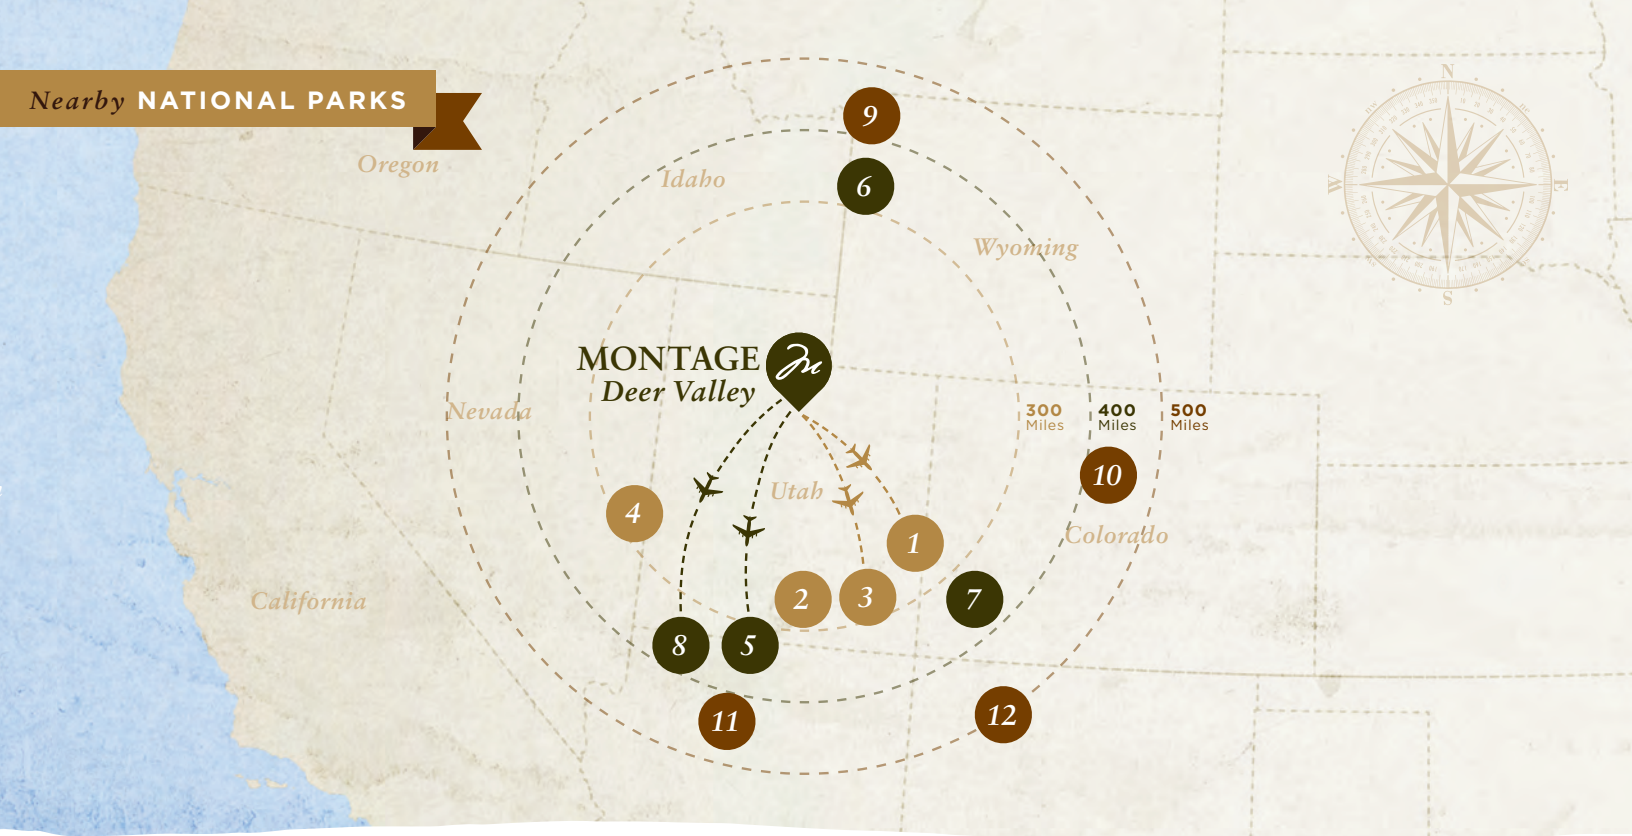 Nearby NATIONAL PARKS
N
W
E
S
Oregon
Idaho
Wyoming
9
6
MONTAGE
Deer Valley
Nevada
300
Miles
400
Miles
500
Miles
10
Utah
4
1
Colorado
California
2
3
7
8
5
11
12